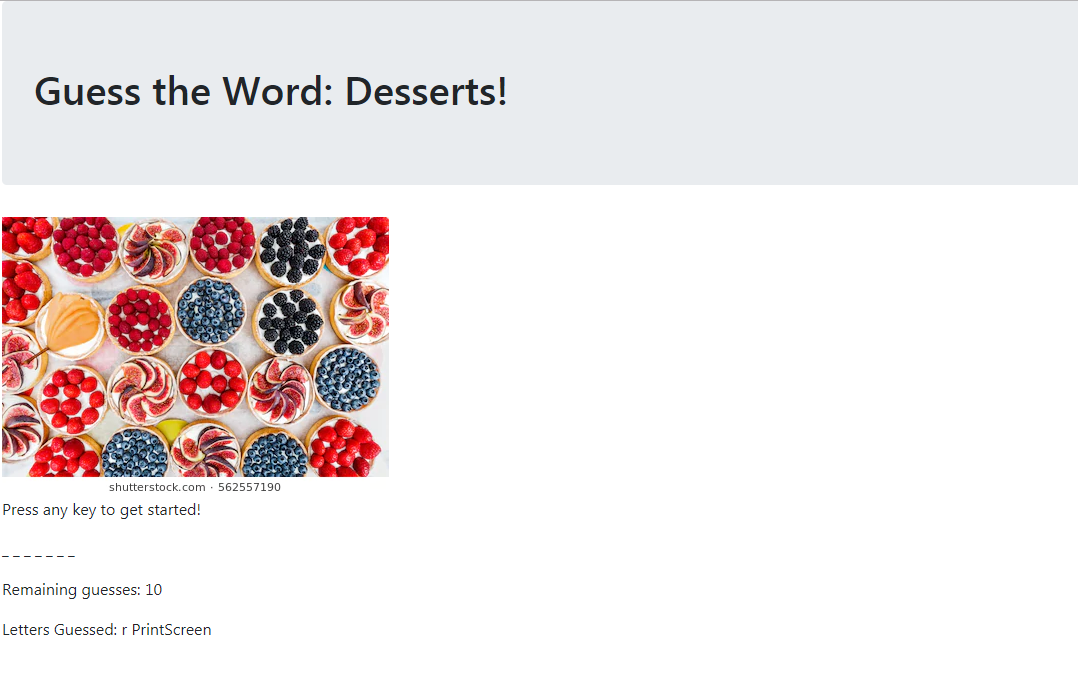 Guess the Word: Desserts!
shutterstock.com · 562557190
Press any key to get started!
_ _ _ _ _ _ _
Remaining guesses: 10
Letters Guessed: r PrintScreen